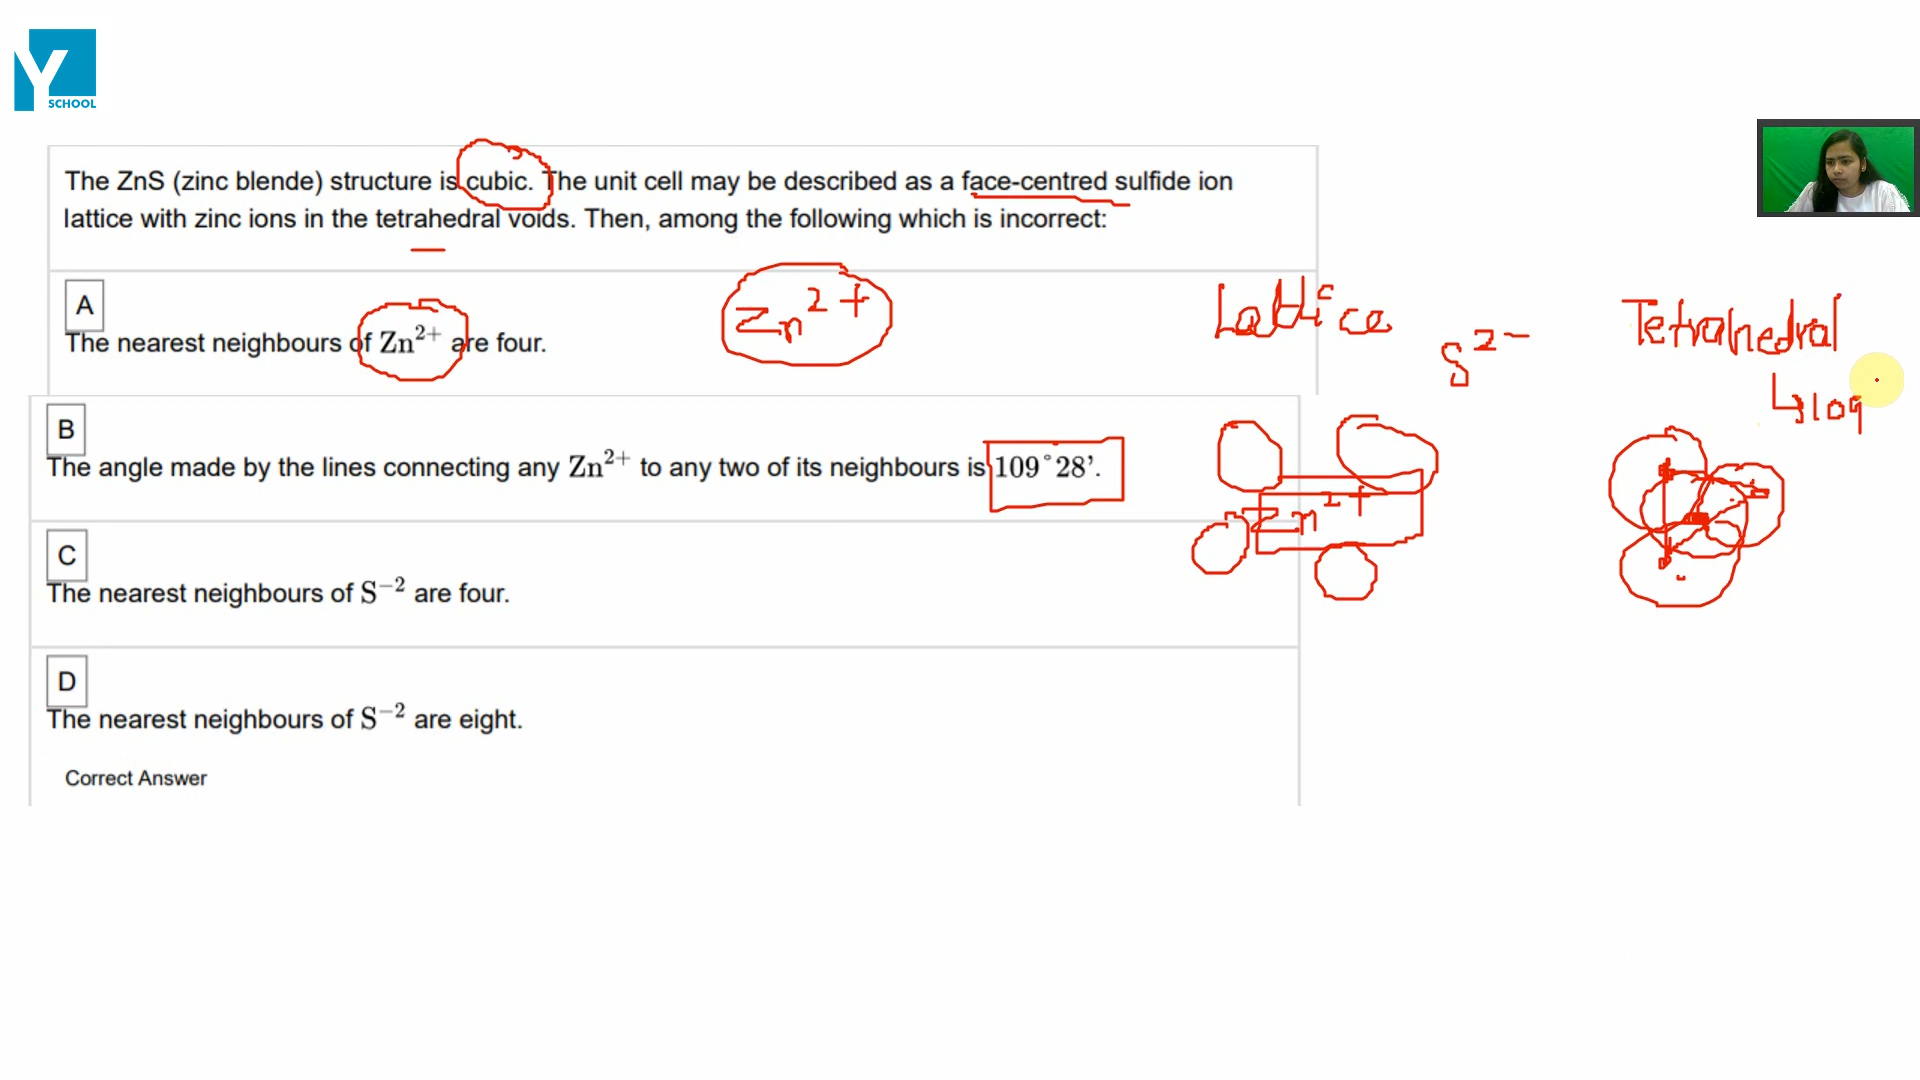 Y
SCHOOL
The ZnS (zinc blende) structure is cubic. The unit cell may be described as a face-centred sulfide ion
lattice with zinc ions in the tetrahedral voids. Then, among the following which is incorrect:
A
The nearest neighbours of Zn²⁺ are four.
Zn²⁺
Lattice
S²⁻
Tetrahedral
↳ 109
B
The angle made by the lines connecting any Zn²⁺ to any two of its neighbours is 109°28’.
Zn²⁺
C
The nearest neighbours of S⁻² are four.
D
The nearest neighbours of S⁻² are eight.
Correct Answer